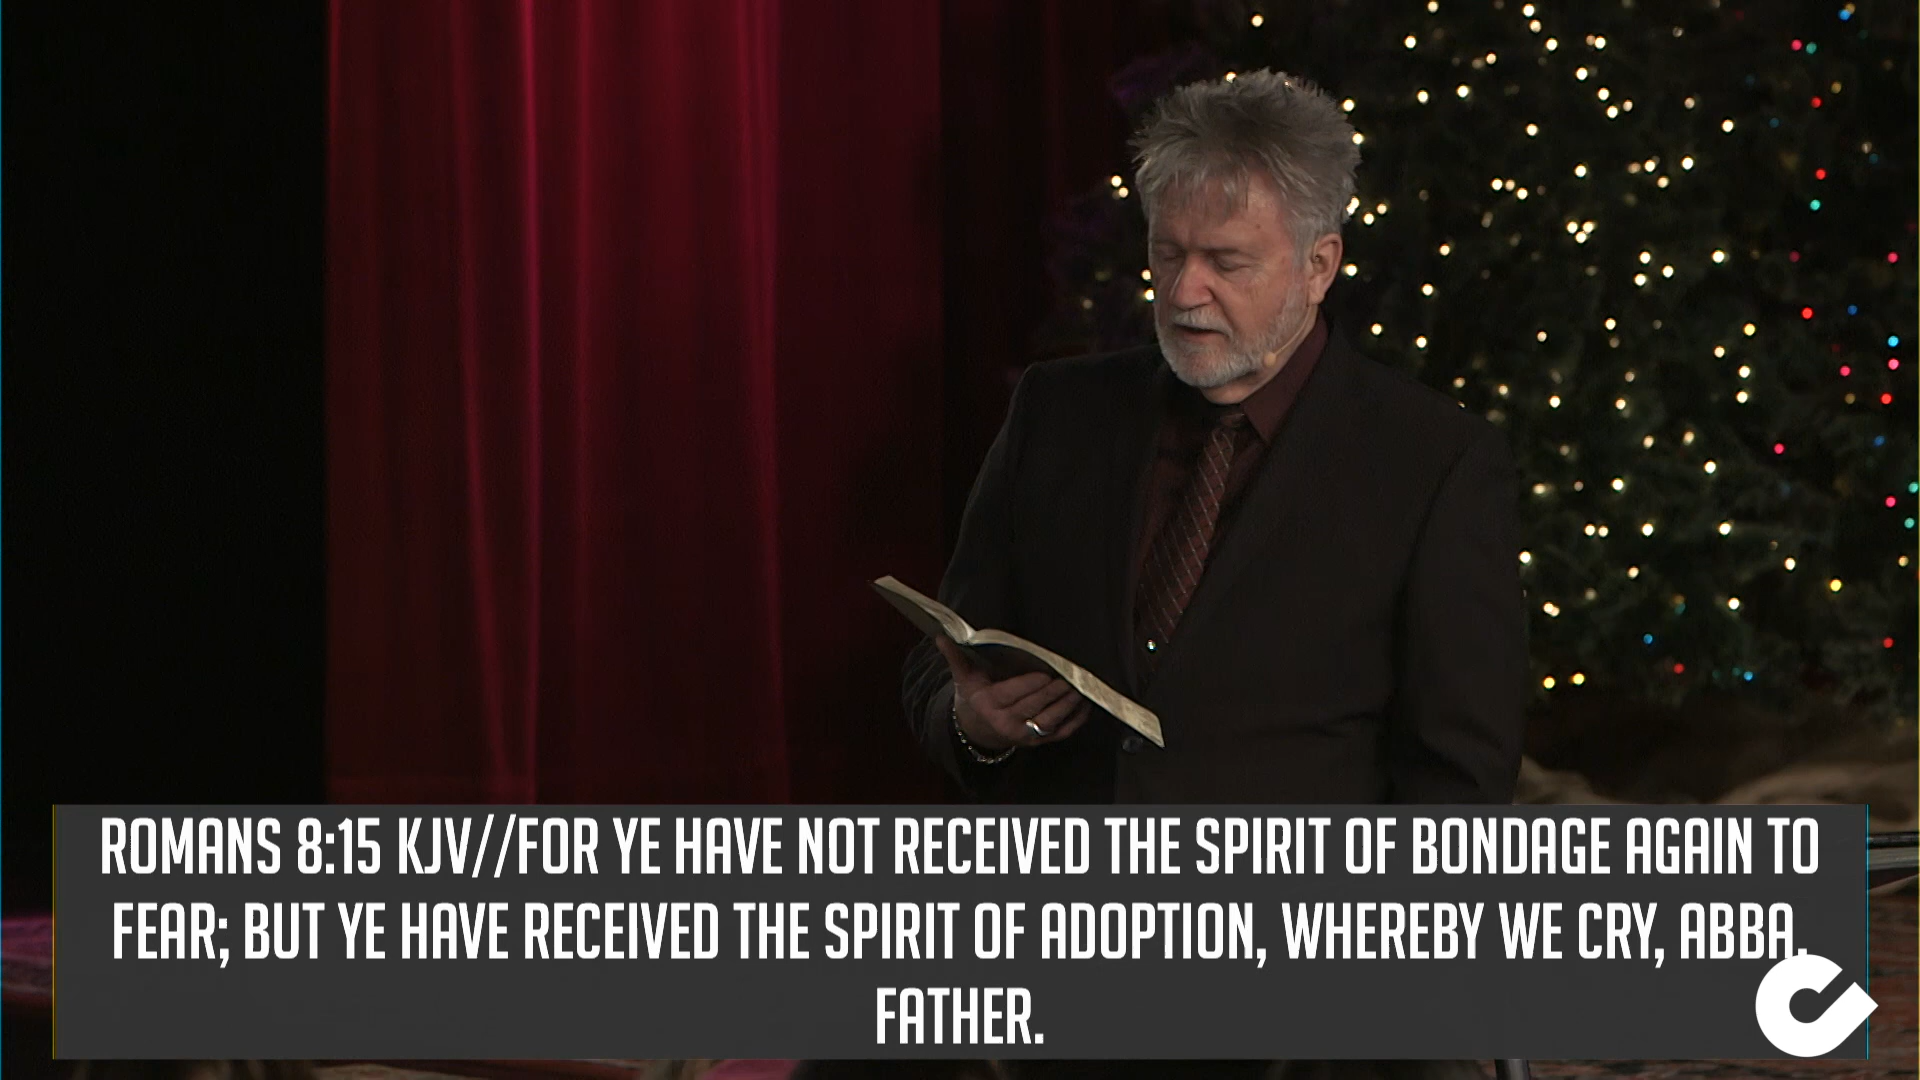 ROMANS 8:15 KJV//FOR YE HAVE NOT RECEIVED THE SPIRIT OF BONDAGE AGAIN TO
FEAR; BUT YE HAVE RECEIVED THE SPIRIT OF ADOPTION, WHEREBY WE CRY, ABBA,
FATHER.